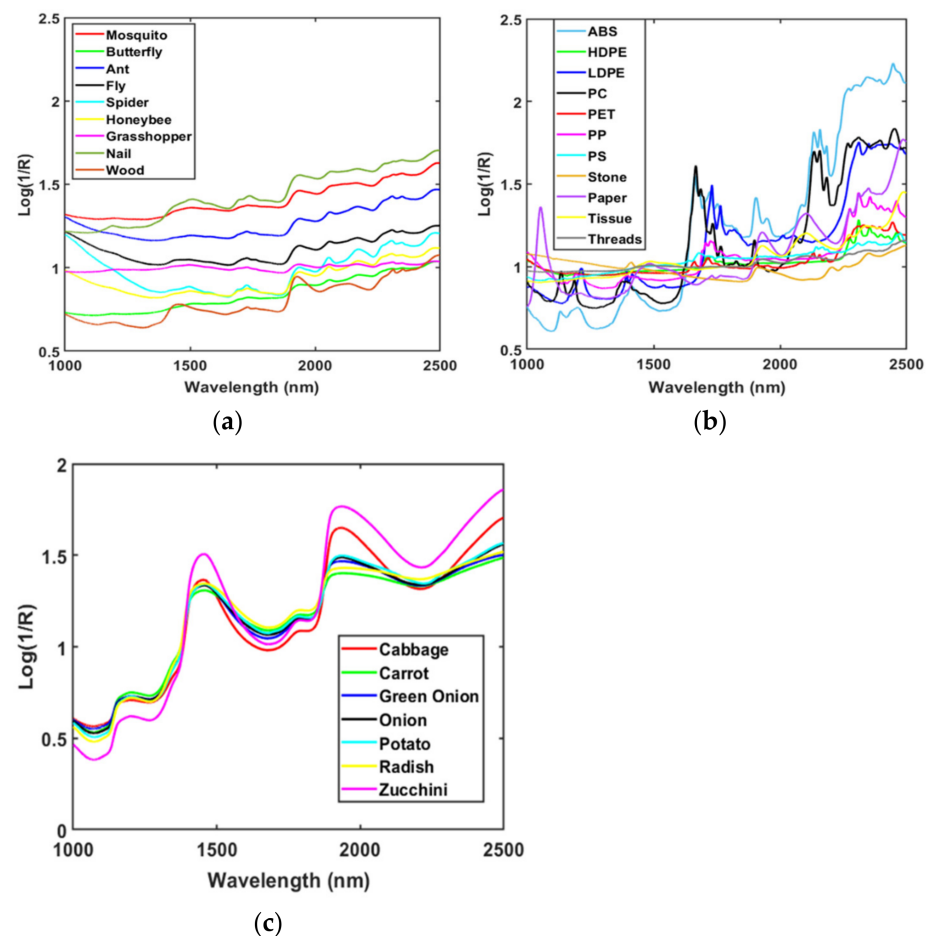 2.5
2
1.5
1
0.5
Log(1/R)
Mosquito
Butterfly
Ant
Fly
Spider
Honeybee
Grasshopper
Nail
Wood
1000 1500 2000 2500
Wavelength (nm)
(a)
2.5
2
1.5
1
0.5
Log(1/R)
ABS
HDPE
LDPE
PC
PET
PP
PS
Stone
Paper
Tissue
Threads
1000 1500 2000 2500
Wavelength (nm)
(b)
2
1.5
1
0.5
0
Log(1/R)
Cabbage
Carrot
Green Onion
Onion
Potato
Radish
Zucchini
1000 1500 2000 2500
Wavelength (nm)
(c)